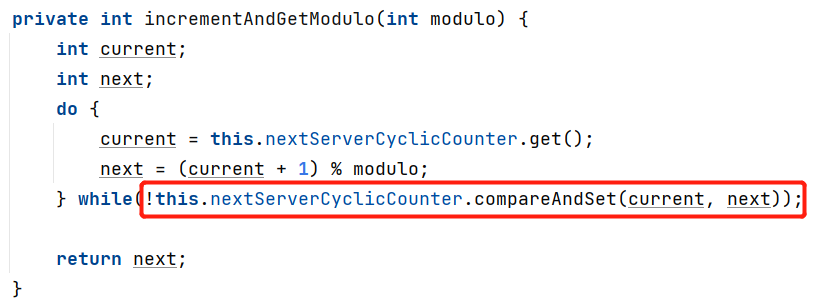 private int incrementAndGetModulo(int modulo) {
    int current;
    int next;
    do {
        current = this.nextServerCyclicCounter.get();
        next = (current + 1) % modulo;
    } while(!this.nextServerCyclicCounter.compareAndSet(current, next));
    return next;
}